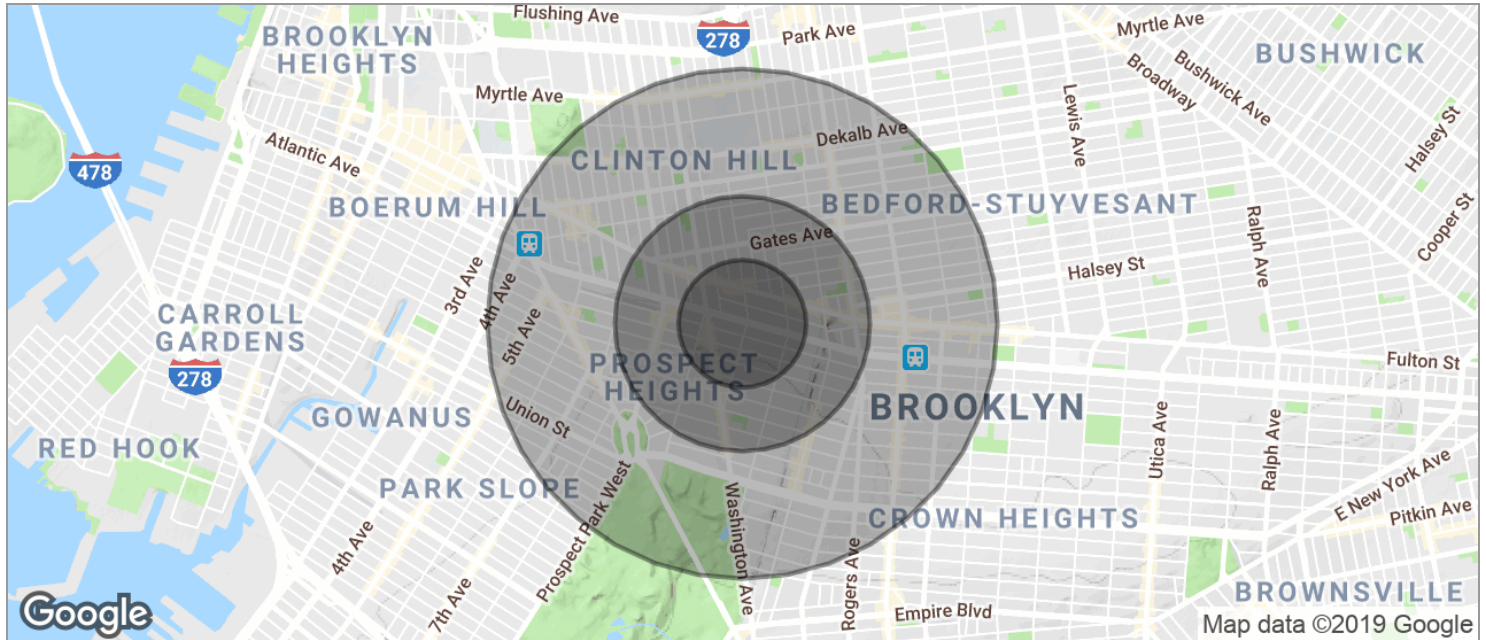 Flushing Ave
Myrtle Ave
BROOKLYN
HEIGHTS
278
Park Ave
BUSHWICK
Broadway
Bushwick Ave
Myrtle Ave
Lewis Ave
Halsey St
Atlantic Ave
478
CLINTON HILL
Dekalb Ave
BOERUM HILL
BEDFORD-STUYVESANT
Gates Ave
Ralph Ave
Cooper St
3rd Ave
4th Ave
Halsey St
CARROLL
GARDENS
5th Ave
278
PROSPECT
HEIGHTS
Fulton St
GOWANUS
Union St
BROOKLYN
Utica Ave
Ralph Ave
RED HOOK
PARK SLOPE
Prospect Park West
Washington Ave
CROWN HEIGHTS
E New York Ave
Pitkin Ave
4th Ave
7th Ave
Rogers Ave
Empire Blvd
BROWNSVILLE
Google
Map data ©2019 Google